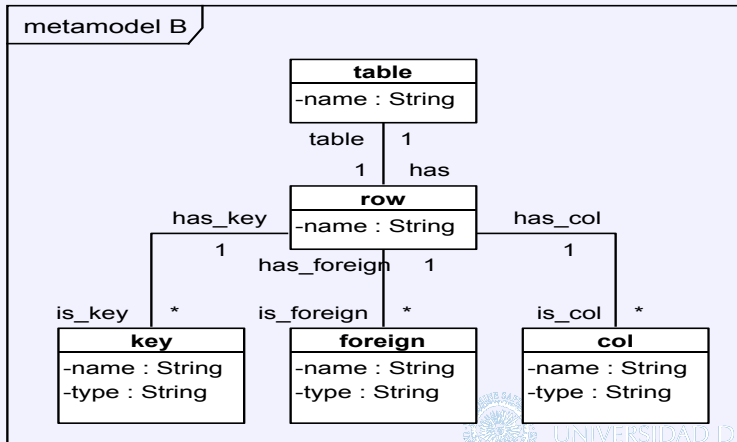 metamodel B
table
-name : String
table 1
1 has
row
-name : String
has_key has_col
1 has_foreign 1 1
is_key * is_foreign * is_col *
key foreign col
-name : String -name : String -name : String
-type : String -type : String -type : String
UNIVERSIDAD D